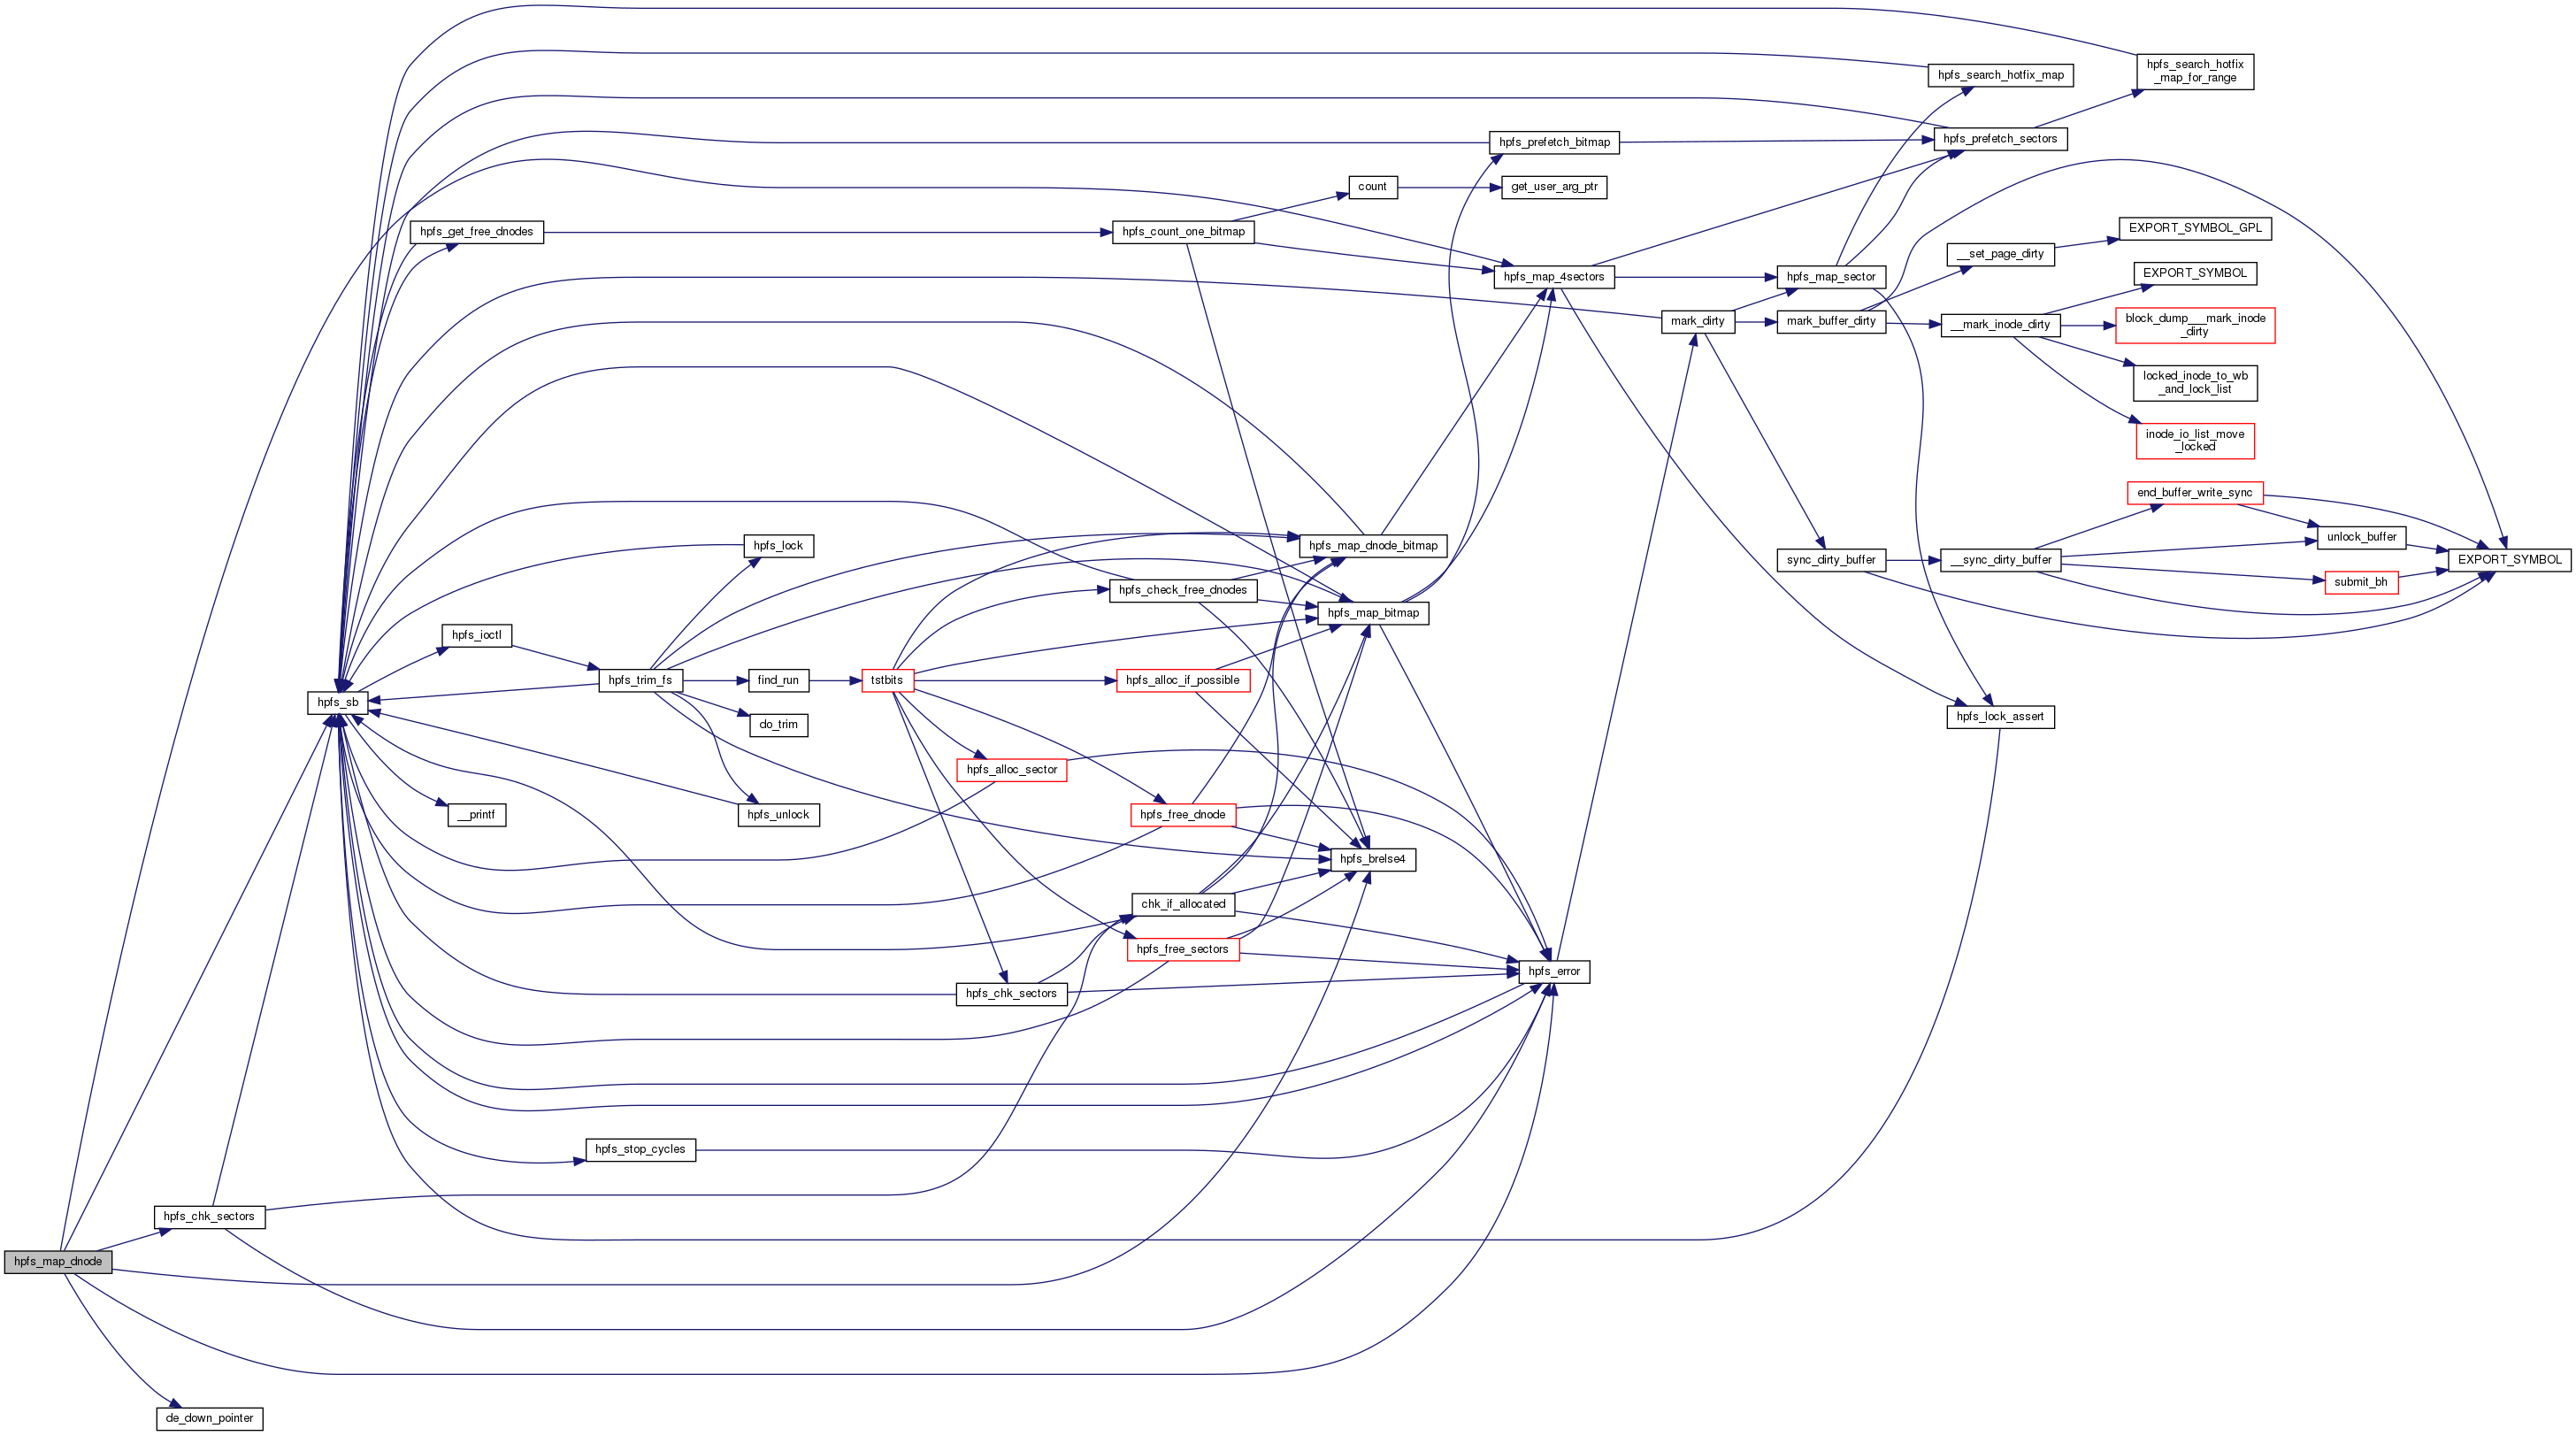 hpfs_search_hotfix
_map_for_range
hpfs_search_hotfix_map
hpfs_prefetch_bitmap
hpfs_prefetch_sectors
count
get_user_arg_ptr
hpfs_get_free_dnodes
hpfs_count_one_bitmap
EXPORT_SYMBOL_GPL
__set_page_dirty
hpfs_map_4sectors
hpfs_map_sector
EXPORT_SYMBOL
mark_dirty
mark_buffer_dirty
__mark_inode_dirty
block_dump___mark_inode
_dirty
locked_inode_to_wb
_and_lock_list
inode_io_list_move
_locked
end_buffer_write_sync
unlock_buffer
hpfs_lock
hpfs_map_dnode_bitmap
sync_dirty_buffer
__sync_dirty_buffer
EXPORT_SYMBOL
submit_bh
hpfs_check_free_dnodes
hpfs_map_bitmap
hpfs_ioctl
hpfs_trim_fs
find_run
tstbits
hpfs_alloc_if_possible
hpfs_sb
do_trim
hpfs_lock_assert
hpfs_alloc_sector
__printf
hpfs_unlock
hpfs_free_dnode
hpfs_brelse4
chk_if_allocated
hpfs_free_sectors
hpfs_error
hpfs_chk_sectors
hpfs_stop_cycles
hpfs_chk_sectors
hpfs_map_dnode
de_down_pointer